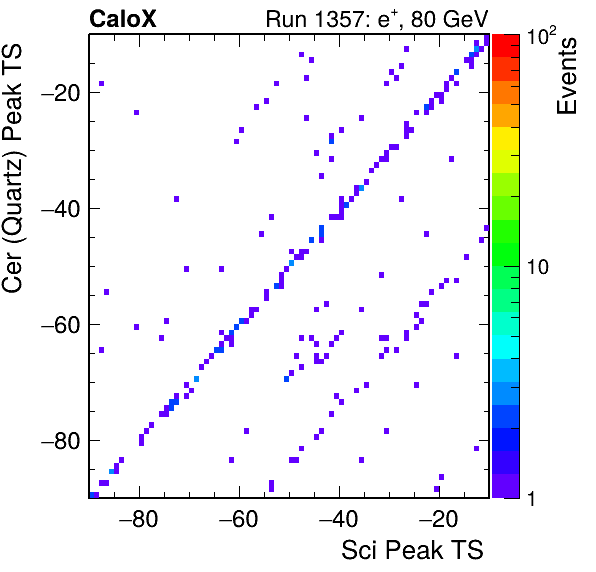 CaloX
Run 1357: e+, 80 GeV
Cer (Quartz) Peak TS
−20
−40
−60
−80
−80
−60
−40
−20
Sci Peak TS
10²
10
1
Events